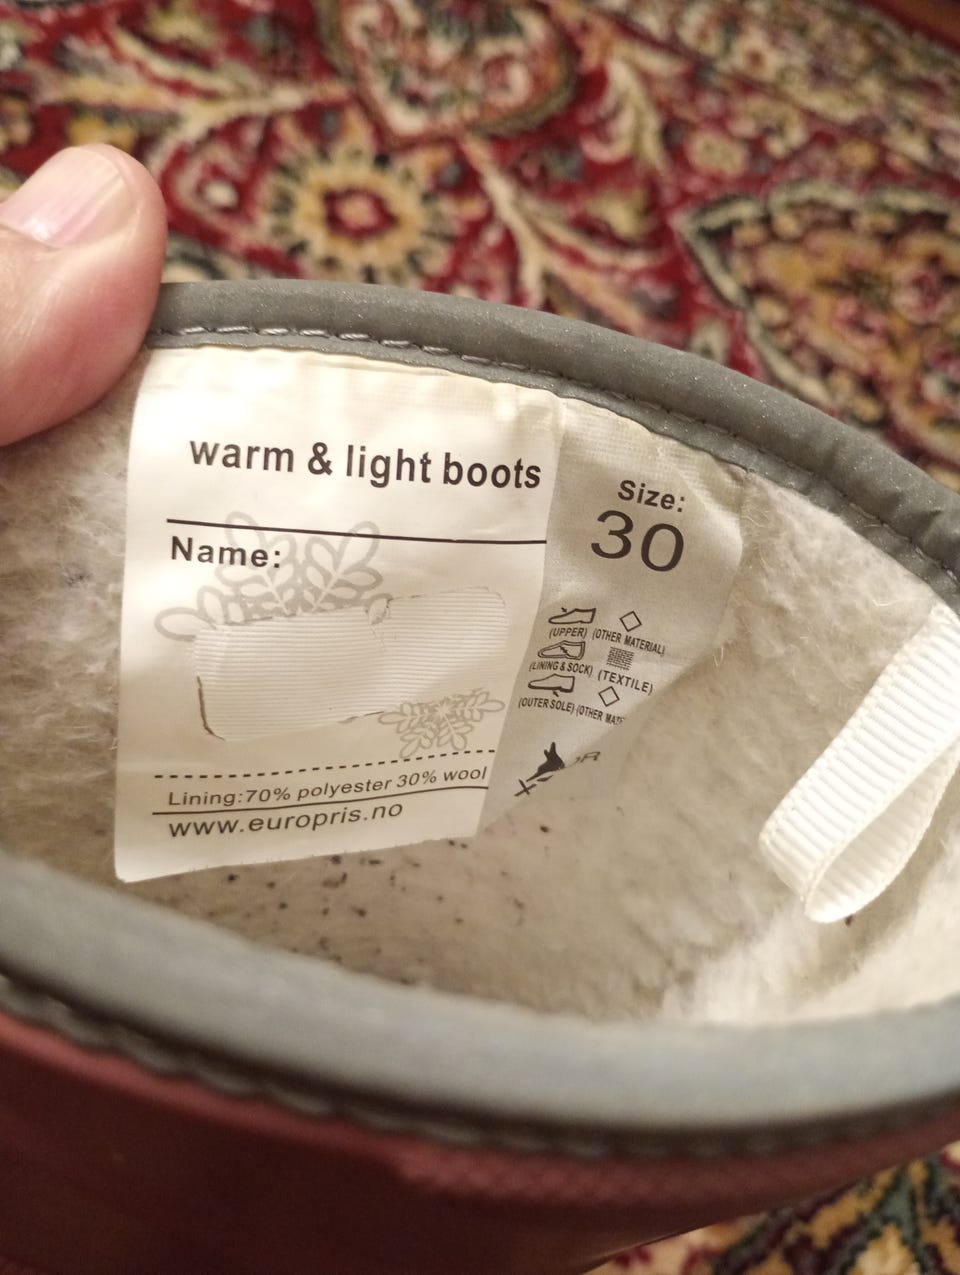 warm & light boots
Name:
Lining:70% polyester 30% wool
www.europris.no
Size:
30
(UPPER) (OTHER MATERIAL)
(LINING & SOCK) (TEXTILE)
(OUTER SOLE) (OTHER